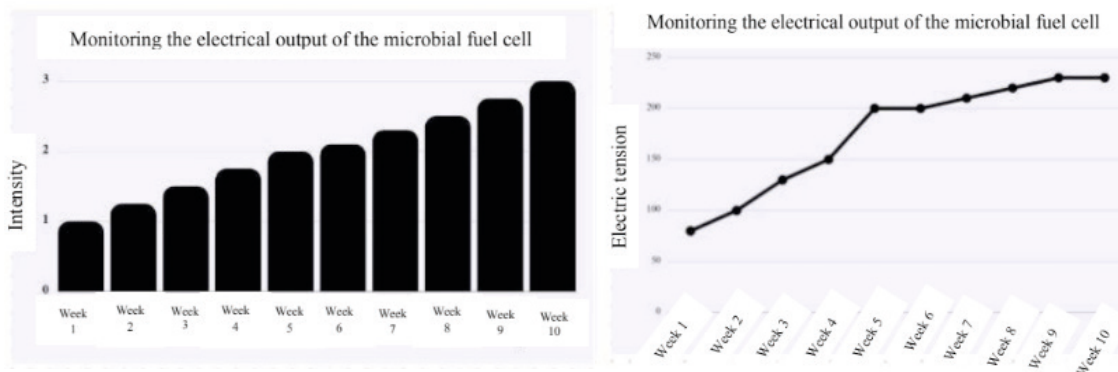 Monitoring the electrical output of the microbial fuel cell
3
2
1
0
Intensity
Week 1
Week 2
Week 3
Week 4
Week 5
Week 6
Week 7
Week 8
Week 9
Week 10
Monitoring the electrical output of the microbial fuel cell
250
200
150
100
50
0
Electric tension
Week 1
Week 2
Week 3
Week 4
Week 5
Week 6
Week 7
Week 8
Week 9
Week 10